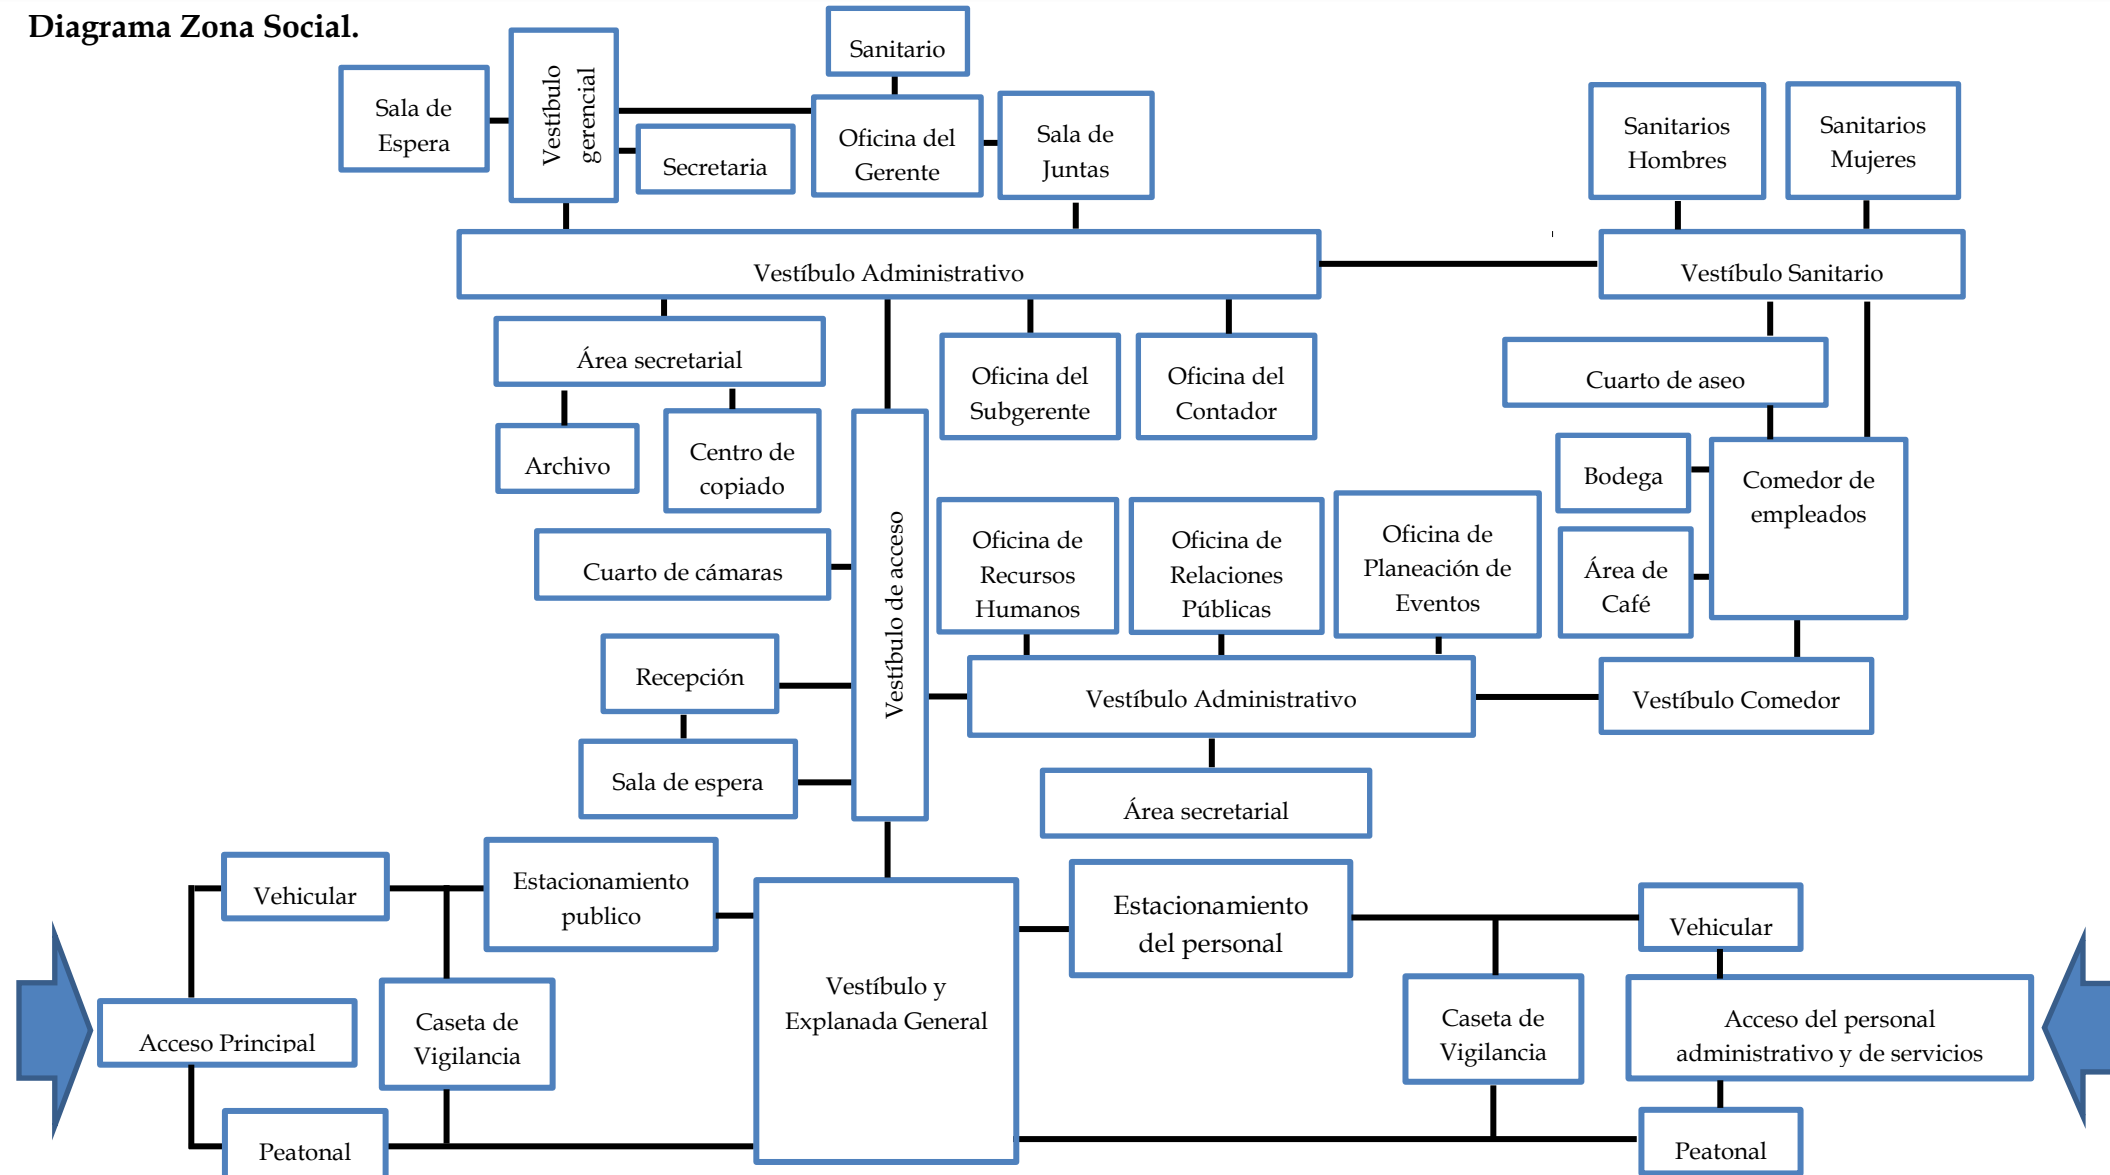 Diagrama Zona Social.
Sala de
Espera
Vestíbulo
gerencial
Secretaria
Sanitario
Oficina del
Gerente
Sala de
Juntas
Sanitarios
Hombres
Sanitarios
Mujeres
Vestíbulo Administrativo
Vestíbulo Sanitario
Área secretarial
Archivo
Centro de
copiado
Oficina del
Subgerente
Oficina del
Contador
Cuarto de aseo
Bodega
Comedor de
empleados
Área de
Café
Cuarto de cámaras
Vestíbulo de acceso
Oficina de
Recursos
Humanos
Oficina de
Relaciones
Públicas
Oficina de
Planeación de
Eventos
Recepción
Vestíbulo Administrativo
Vestíbulo Comedor
Sala de espera
Área secretarial
Vehicular
Estacionamiento
publico
Estacionamiento
del personal
Vehicular
Acceso Principal
Caseta de
Vigilancia
Vestíbulo y
Explanada General
Caseta de
Vigilancia
Acceso del personal
administrativo y de servicios
Peatonal
Peatonal